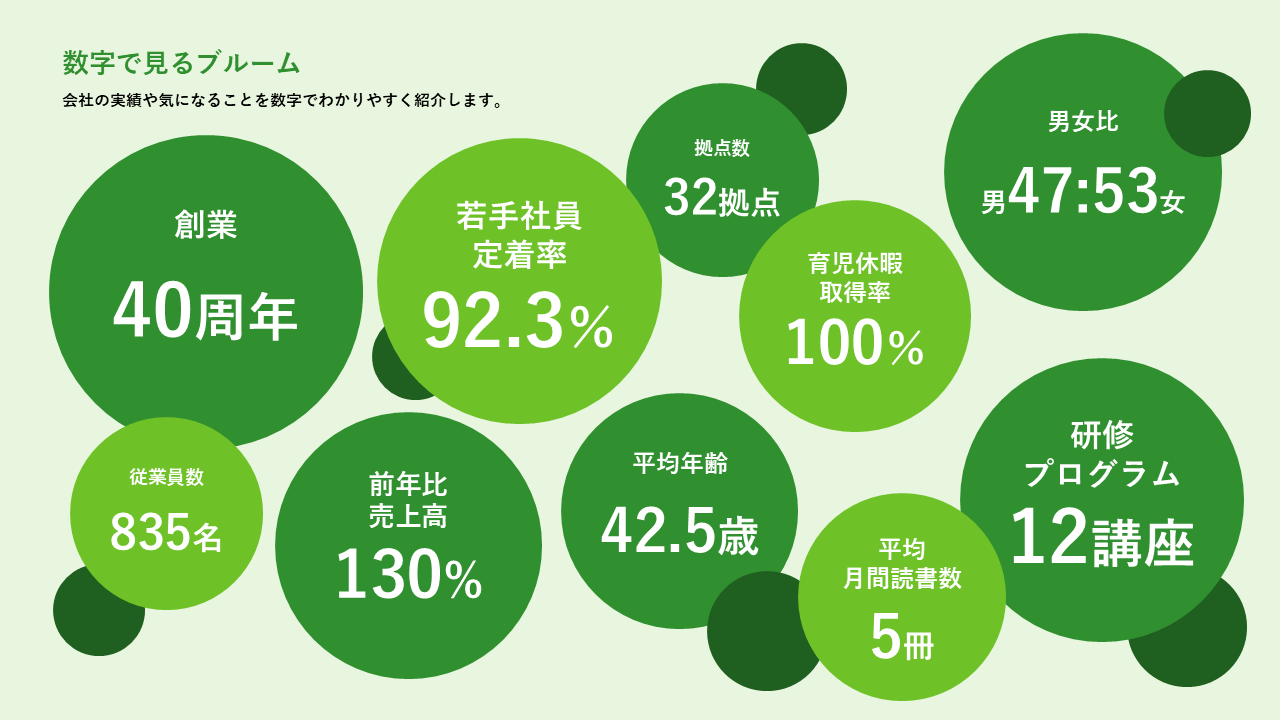 数字で見るブルーム
会社の実績や気になることを数字でわかりやすく紹介します。
創業
40周年
若手社員
定着率
92.3%
拠点数
32拠点
育児休暇
取得率
100%
男女比
男47:53女
従業員数
835名
前年比
売上高
130%
平均年齢
42.5歳
平均
月間読書数
5冊
研修
プログラム
12講座